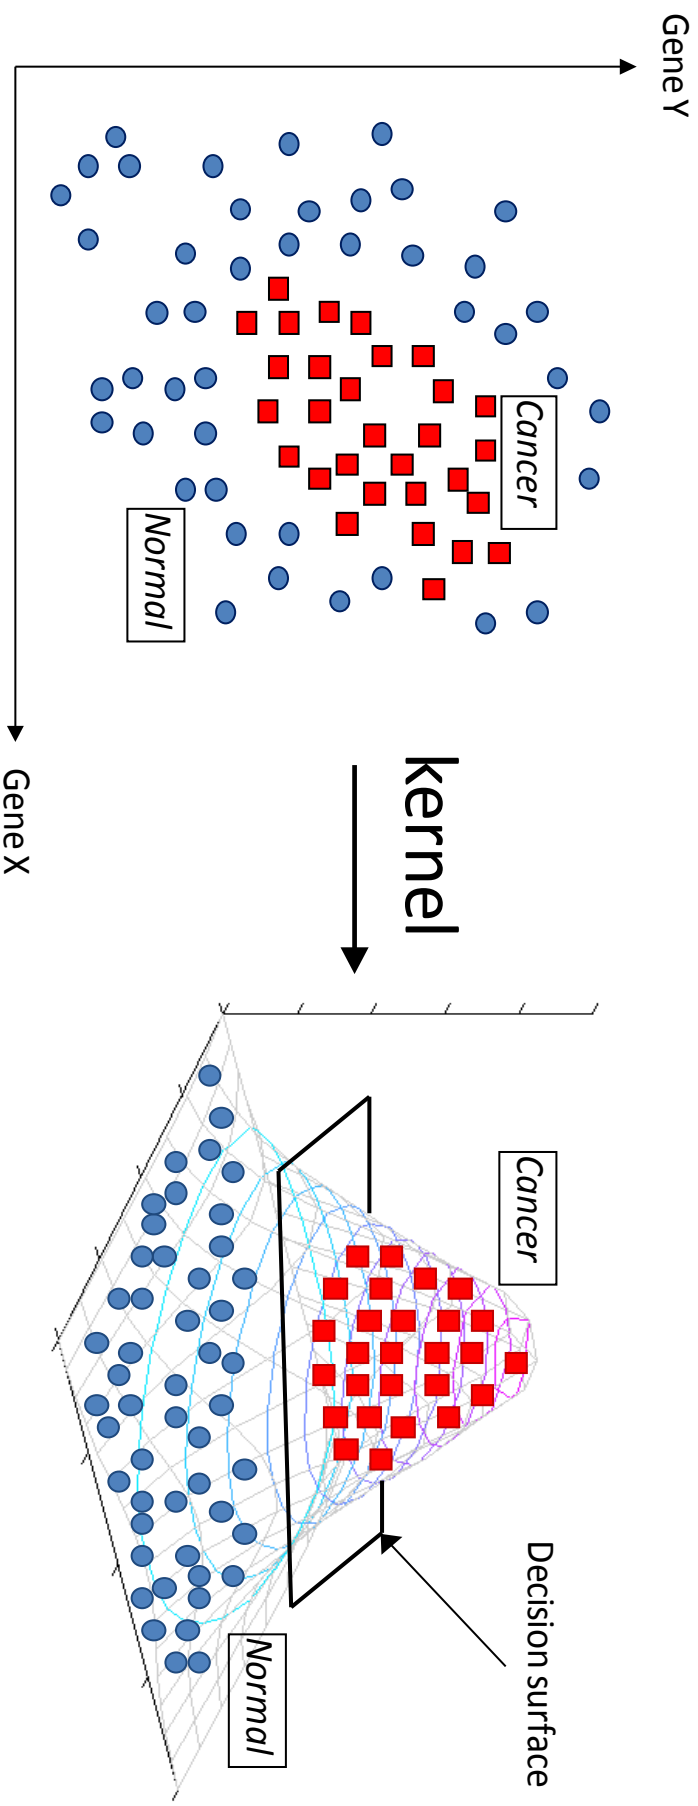 Gene Y
Cancer
Normal
Gene X
kernel
Cancer
Decision surface
Normal